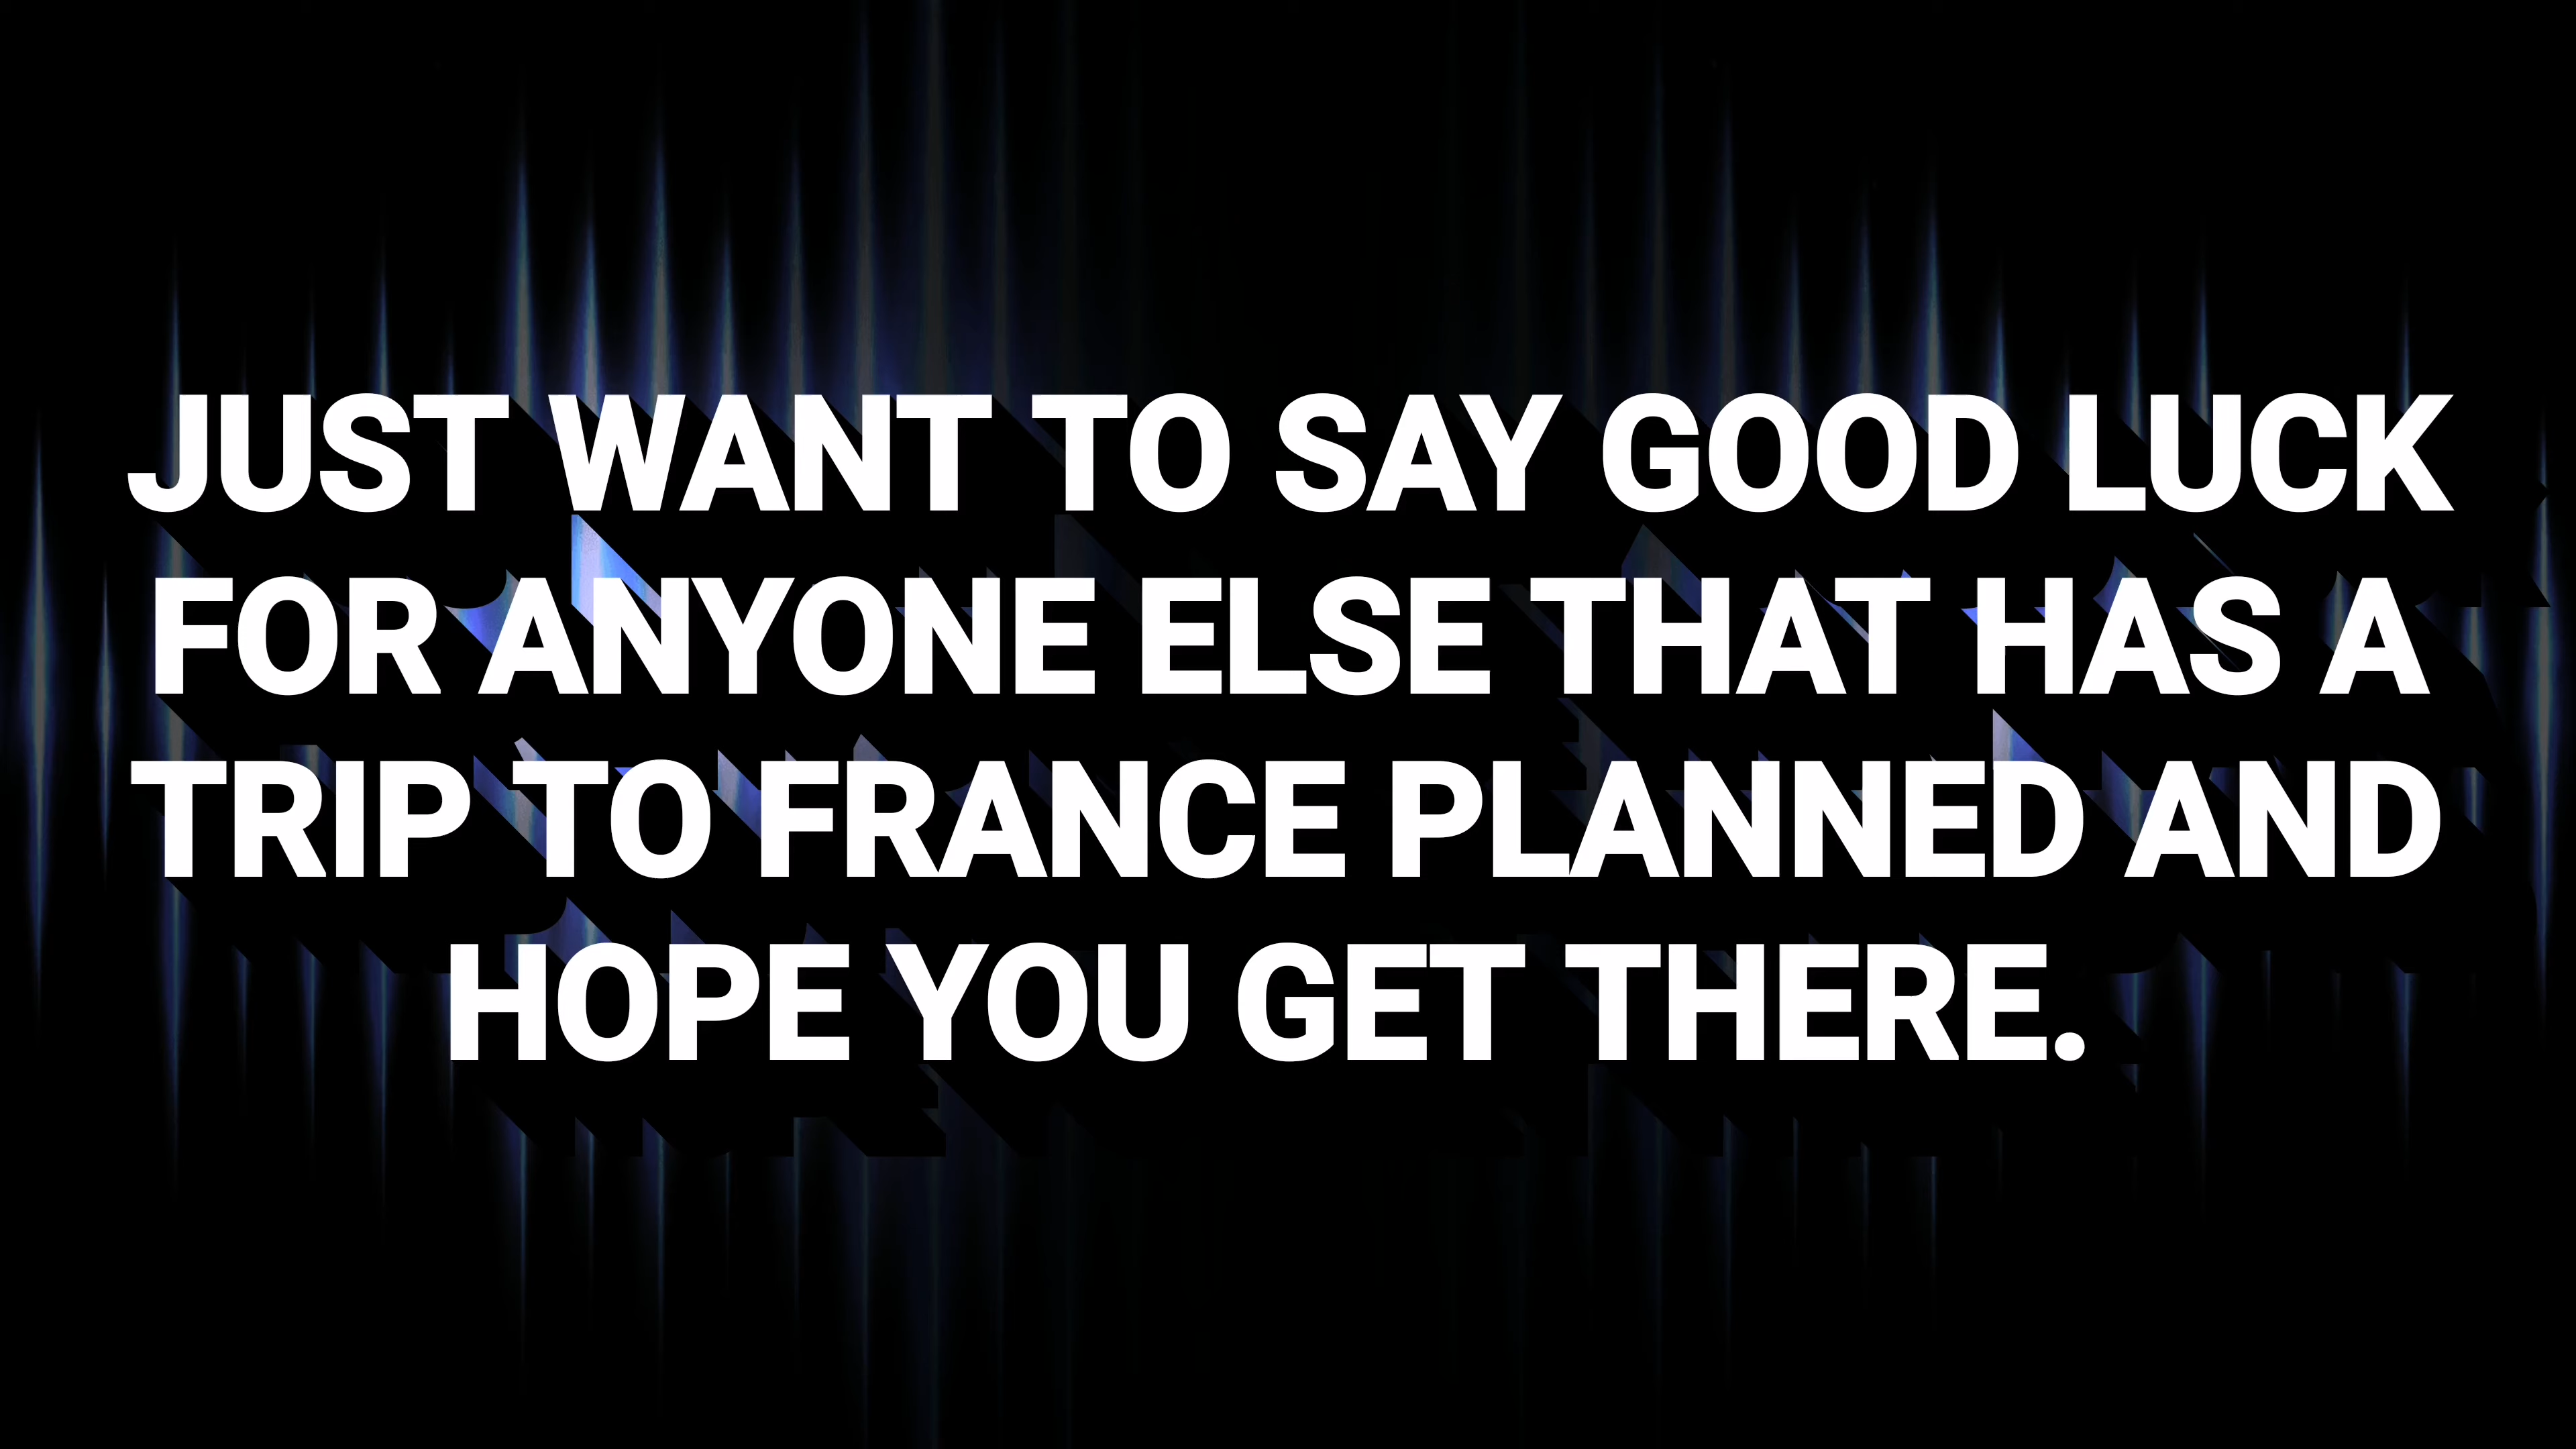 JUST WANT TO SAY GOOD LUCK
FOR ANYONE ELSE THAT HAS A
TRIP TO FRANCE PLANNED AND
HOPE YOU GET THERE.